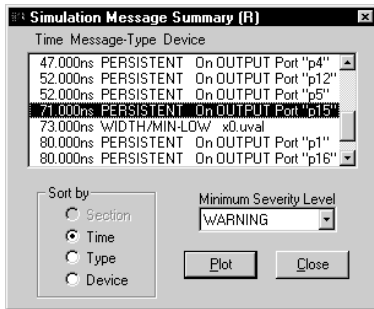 Simulation Message Summary (R)
Time Message-Type Device
47.000ns PERSISTENT On OUTPUT Port "p4"
52.000ns PERSISTENT On OUTPUT Port "p12"
52.000ns PERSISTENT On OUTPUT Port "p5"
71.000ns PERSISTENT On OUTPUT Port "p15"
73.000ns WIDTH/MIN-LOW x0.uval
80.000ns PERSISTENT On OUTPUT Port "p1"
80.000ns PERSISTENT On OUTPUT Port "p16"
Sort by
Section
Time
Type
Device
Minimum Severity Level
WARNING
Plot
Close